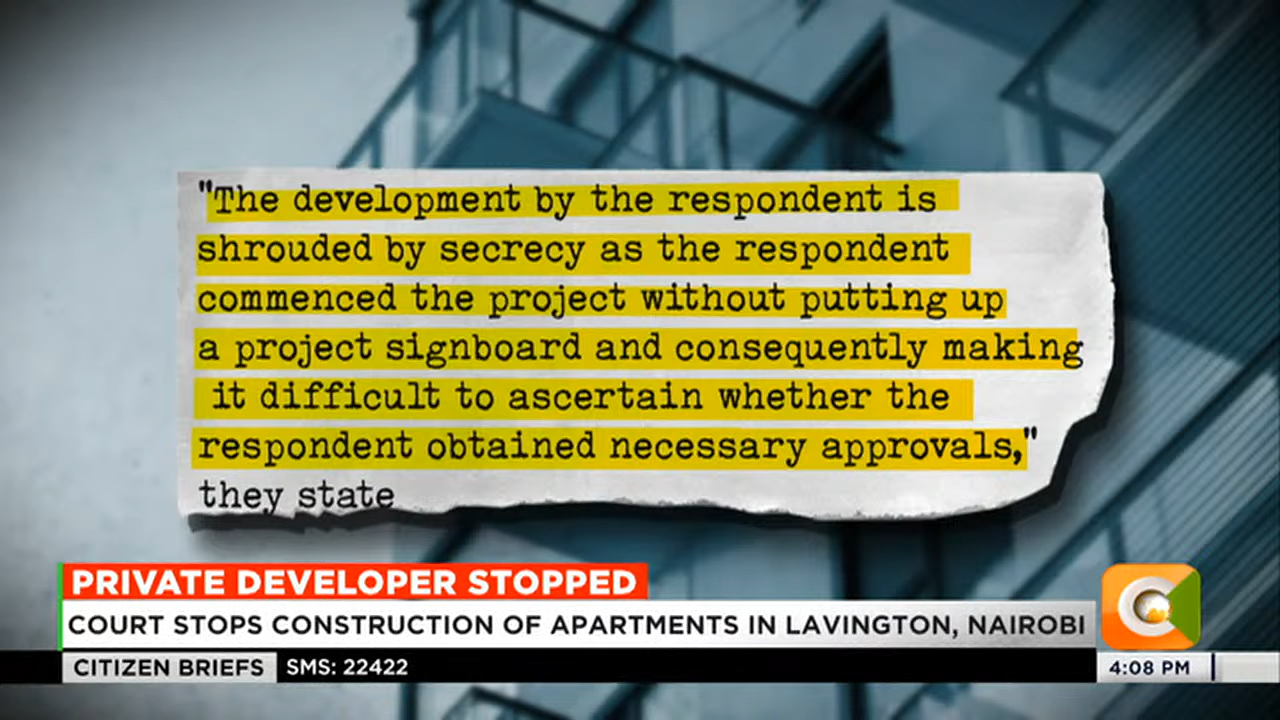 "The development by the respondent is
shrouded by secrecy as the respondent
commenced the project without putting up
a project signboard and consequently making
it difficult to ascertain whether the
respondent obtained necessary approvals,"
they state
PRIVATE DEVELOPER STOPPED
COURT STOPS CONSTRUCTION OF APARTMENTS IN LAVINGTON, NAIROBI
CITIZEN BRIEFS SMS: 22422 4:08 PM